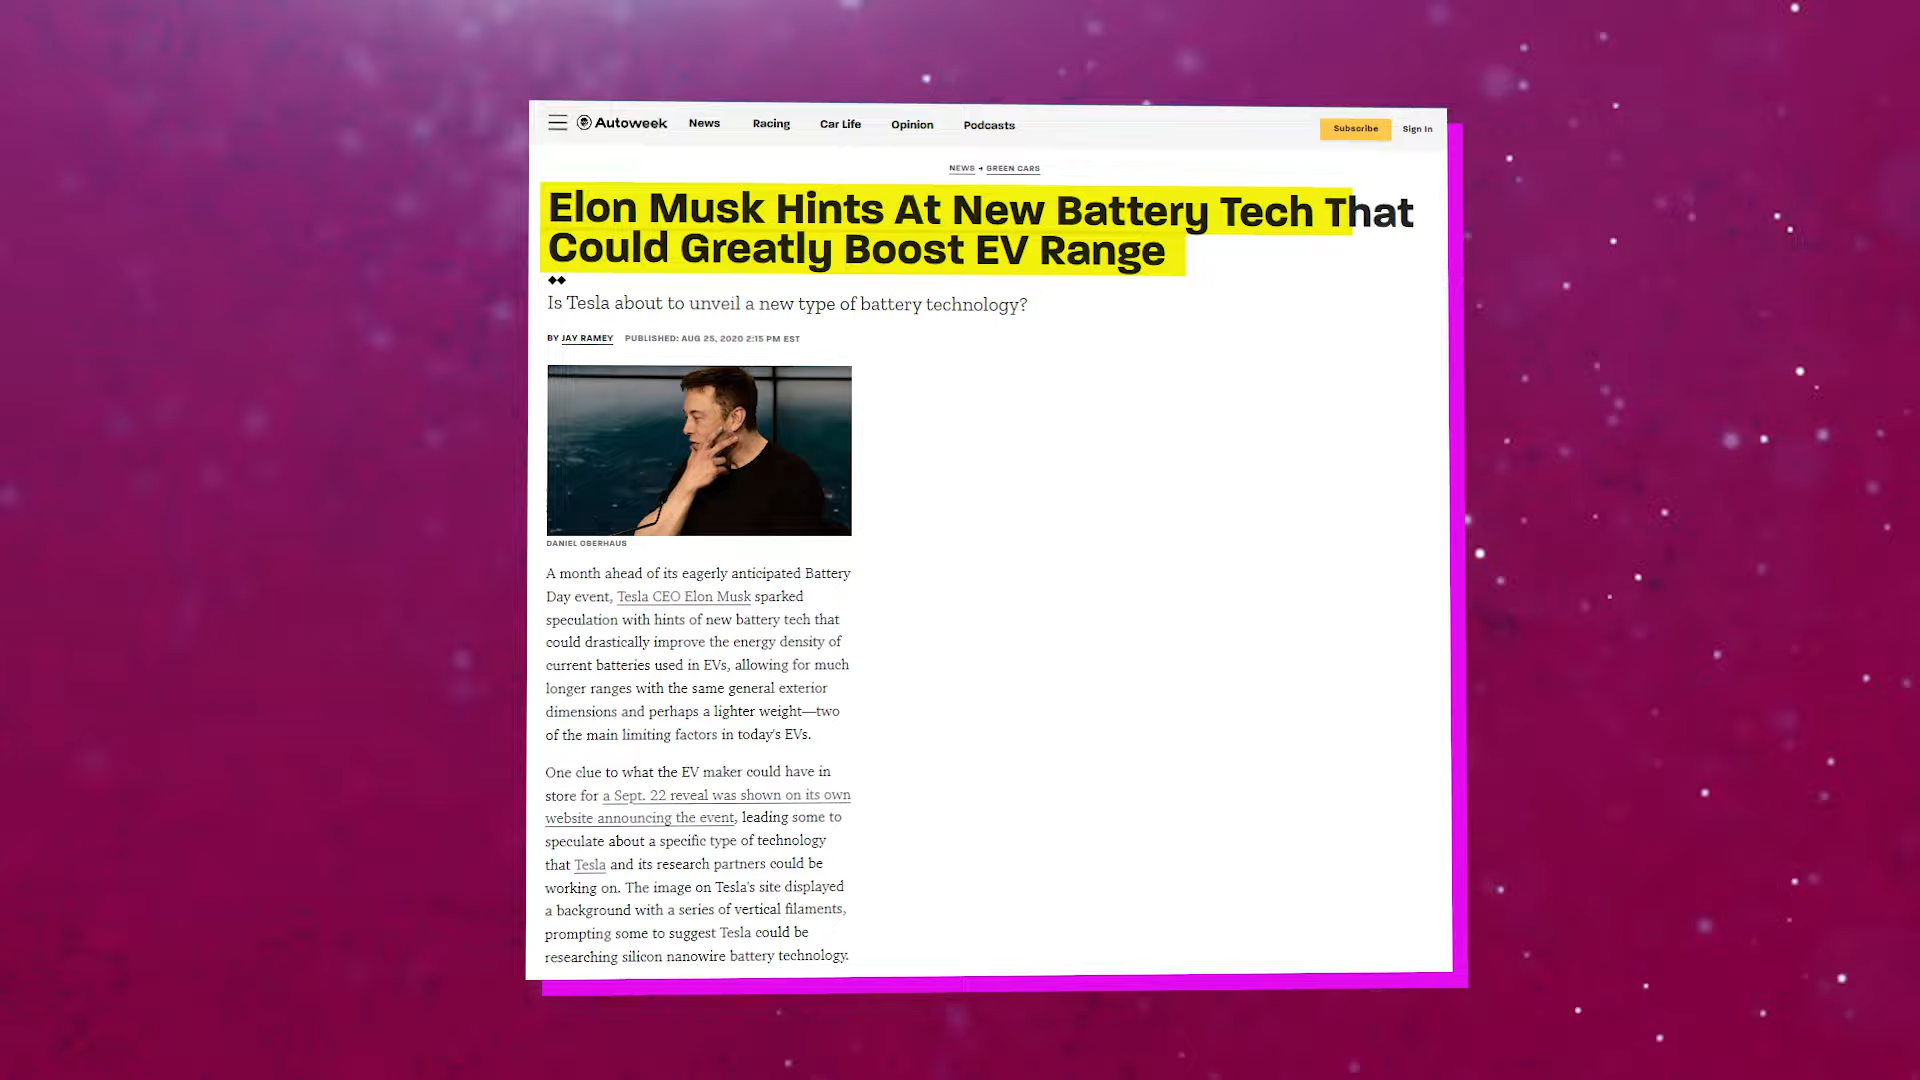 Autoweek News Racing Car Life Opinion Podcasts Subscribe Sign In
NEWS → GREEN CARS
Elon Musk Hints At New Battery Tech That
Could Greatly Boost EV Range
Is Tesla about to unveil a new type of battery technology?
BY JAY RAMEY PUBLISHED: AUG 25, 2020 2:15 PM EST
DANIEL OBERHAUS
A month ahead of its eagerly anticipated Battery
Day event, Tesla CEO Elon Musk sparked
speculation with hints of new battery tech that
could drastically improve the energy density of
current batteries used in EVs, allowing for much
longer ranges with the same general exterior
dimensions and perhaps a lighter weight—two
of the main limiting factors in today's EVs.
One clue to what the EV maker could have in
store for a Sept. 22 reveal was shown on its own
website announcing the event, leading some to
speculate about a specific type of technology
that Tesla and its research partners could be
working on. The image on Tesla's site displayed
a background with a series of vertical filaments,
prompting some to suggest Tesla could be
researching silicon nanowire battery technology.